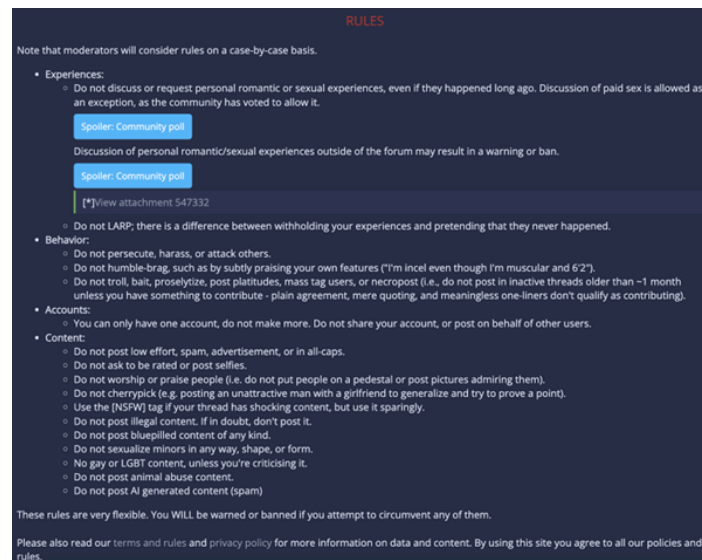 RULES
Note that moderators will consider rules on a case-by-case basis.
Experiences:
Do not discuss or request personal romantic or sexual experiences, even if they happened long ago. Discussion of paid sex is allowed as
an exception, as the community has voted to allow it.
Spoiler: Community poll
Discussion of personal romantic/sexual experiences outside of the forum may result in a warning or ban.
Spoiler: Community poll
[*]View attachment 547332
Do not LARP; there is a difference between withholding your experiences and pretending that they never happened.
Behavior:
Do not persecute, harass, or attack others.
Do not humble-brag, such as by subtly praising your own features ("I'm incel even though I'm muscular and 6'2").
Do not troll, bait, proselytize, post platitudes, mass tag users, or necropost (i.e., do not post in inactive threads older than ~1 month
unless you have something to contribute - plain agreement, mere quoting, and meaningless one-liners don't qualify as contributing).
Accounts:
You can only have one account, do not make more. Do not share your account, or post on behalf of other users.
Content:
Do not post low effort, spam, advertisement, or in all-caps.
Do not ask to be rated or post selfies.
Do not worship or praise people (i.e. do not put people on a pedestal or post pictures admiring them).
Do not cherrypick (e.g. posting an unattractive man with a girlfriend to generalize and try to prove a point).
Use the [NSFW] tag if your thread has shocking content, but use it sparingly.
Do not post illegal content. If in doubt, don't post it.
Do not post bluepilled content of any kind.
Do not sexualize minors in any way, shape, or form.
No gay or LGBT content, unless you're criticising it.
Do not post animal abuse content.
Do not post AI generated content (spam)
These rules are very flexible. You WILL be warned or banned if you attempt to circumvent any of them.
Please also read our terms and rules and privacy policy for more information on data and content. By using this site you agree to all our policies and
rules.